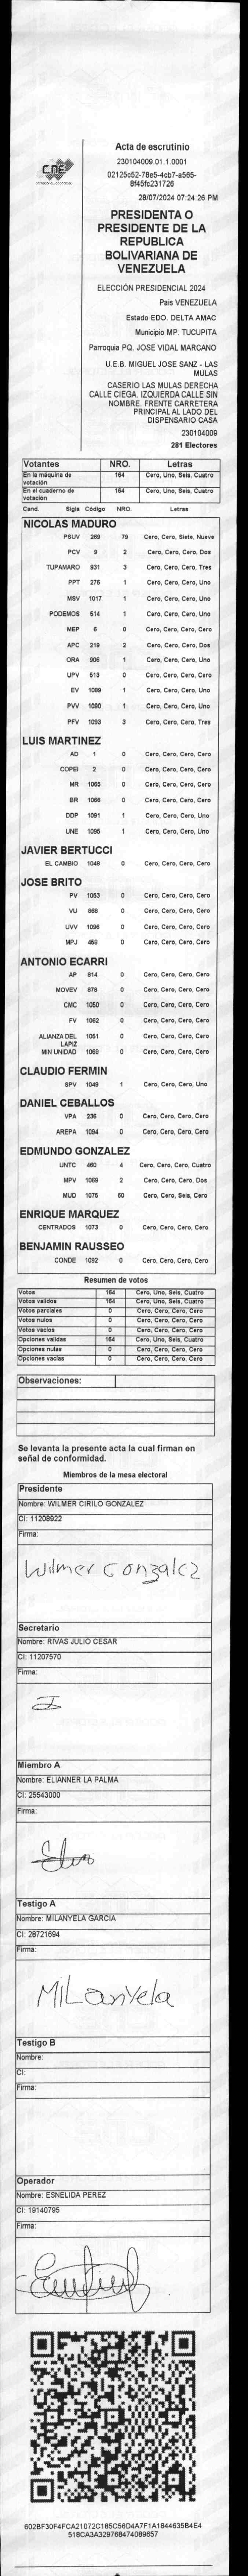 CNE
Acta de escrutinio
230104009.01.1.0001
02125c52-78e5-4cb7-a565-
8f45fc231726
28/07/2024 07:24:26 PM
PRESIDENTA O
PRESIDENTE DE LA
REPUBLICA
BOLIVARIANA DE
VENEZUELA
ELECCIÓN PRESIDENCIAL 2024
Pais VENEZUELA
Estado EDO. DELTA AMAC
Municipio MP. TUCUPITA
Parroquia PQ. JOSE VIDAL MARCANO
U.E.B. MIGUEL JOSE SANZ - LAS
MULAS
CASERIO LAS MULAS DERECHA
CALLE CIEGA. IZQUIERDA CALLE SIN
NOMBRE. FRENTE CARRETERA
PRINCIPAL AL LADO DEL
DISPENSARIO CASA
230104009
281 Electores
Votantes NRO. Letras
En la máquina de votación 164 Cero, Uno, Seis, Cuatro
En el cuaderno de votación 164 Cero, Uno, Seis, Cuatro
Cand. Sigla Código NRO. Letras
NICOLAS MADURO
PSUV 269 79 Cero, Cero, Siete, Nueve
PCV 9 2 Cero, Cero, Cero, Dos
TUPAMARO 931 3 Cero, Cero, Cero, Tres
PPT 276 1 Cero, Cero, Cero, Uno
MSV 1017 1 Cero, Cero, Cero, Uno
PODEMOS 514 1 Cero, Cero, Cero, Uno
MEP 6 0 Cero, Cero, Cero, Cero
APC 219 2 Cero, Cero, Cero, Dos
ORA 906 1 Cero, Cero, Cero, Uno
UPV 513 0 Cero, Cero, Cero, Cero
EV 1089 1 Cero, Cero, Cero, Uno
PVV 1090 1 Cero, Cero, Cero, Uno
PFV 1093 3 Cero, Cero, Cero, Tres
LUIS MARTINEZ
AD 1 0 Cero, Cero, Cero, Cero
COPEI 2 0 Cero, Cero, Cero, Cero
MR 1065 0 Cero, Cero, Cero, Cero
BR 1066 0 Cero, Cero, Cero, Cero
DDP 1091 1 Cero, Cero, Cero, Uno
UNE 1095 1 Cero, Cero, Cero, Uno
JAVIER BERTUCCI
EL CAMBIO 1048 0 Cero, Cero, Cero, Cero
JOSE BRITO
PV 1053 0 Cero, Cero, Cero, Cero
VU 968 0 Cero, Cero, Cero, Cero
UVV 1096 0 Cero, Cero, Cero, Cero
MPJ 458 0 Cero, Cero, Cero, Cero
ANTONIO ECARRI
AP 814 0 Cero, Cero, Cero, Cero
MOVEV 978 0 Cero, Cero, Cero, Cero
CMC 1050 0 Cero, Cero, Cero, Cero
FV 1062 0 Cero, Cero, Cero, Cero
ALIANZA DEL LAPIZ 1051 0 Cero, Cero, Cero, Cero
MIN UNIDAD 1068 0 Cero, Cero, Cero, Cero
CLAUDIO FERMIN
SPV 1049 1 Cero, Cero, Cero, Uno
DANIEL CEBALLOS
VPA 236 0 Cero, Cero, Cero, Cero
AREPA 1094 0 Cero, Cero, Cero, Cero
EDMUNDO GONZALEZ
UNTC 460 4 Cero, Cero, Cero, Cuatro
MPV 1069 2 Cero, Cero, Cero, Dos
MUD 1075 60 Cero, Cero, Seis, Cero
ENRIQUE MARQUEZ
CENTRADOS 1073 0 Cero, Cero, Cero, Cero
BENJAMIN RAUSSEO
CONDE 1092 0 Cero, Cero, Cero, Cero
Resumen de votos
Votos 164 Cero, Uno, Seis, Cuatro
Votos validos 164 Cero, Uno, Seis, Cuatro
Votos parciales 0 Cero, Cero, Cero, Cero
Votos nulos 0 Cero, Cero, Cero, Cero
Votos vacios 0 Cero, Cero, Cero, Cero
Opciones validas 164 Cero, Uno, Seis, Cuatro
Opciones nulas 0 Cero, Cero, Cero, Cero
Opciones vacias 0 Cero, Cero, Cero, Cero
Observaciones:
Se levanta la presente acta la cual firman en
señal de conformidad.
Miembros de la mesa electoral
Presidente
Nombre: WILMER CIRILO GONZALEZ
CI: 11208922
Firma:
Wilmer Gonzalez
Secretario
Nombre: RIVAS JULIO CESAR
CI: 11207570
Firma:
Miembro A
Nombre: ELIANNER LA PALMA
CI: 25543000
Firma:
Testigo A
Nombre: MILANYELA GARCIA
CI: 28721694
Firma:
MILanyela
Testigo B
Nombre:
CI:
Firma:
Operador
Nombre: ESNELIDA PEREZ
CI: 19140795
Firma:
602BF30F4FCA21072C185C56D4A7F1A1844635B4E4
518CA3A329768474089657